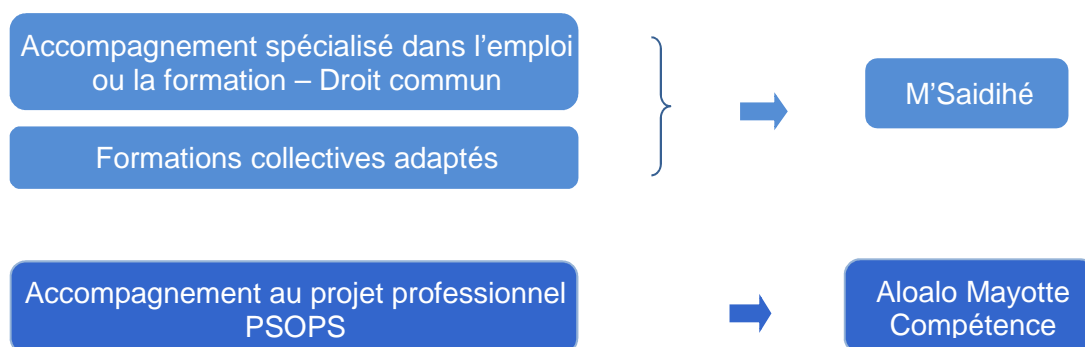 Accompagnement spécialisé dans l’emploi
ou la formation – Droit commun
M’Saidihé
Formations collectives adaptés
Accompagnement au projet professionnel
PSOPS
Aloalo Mayotte
Compétence